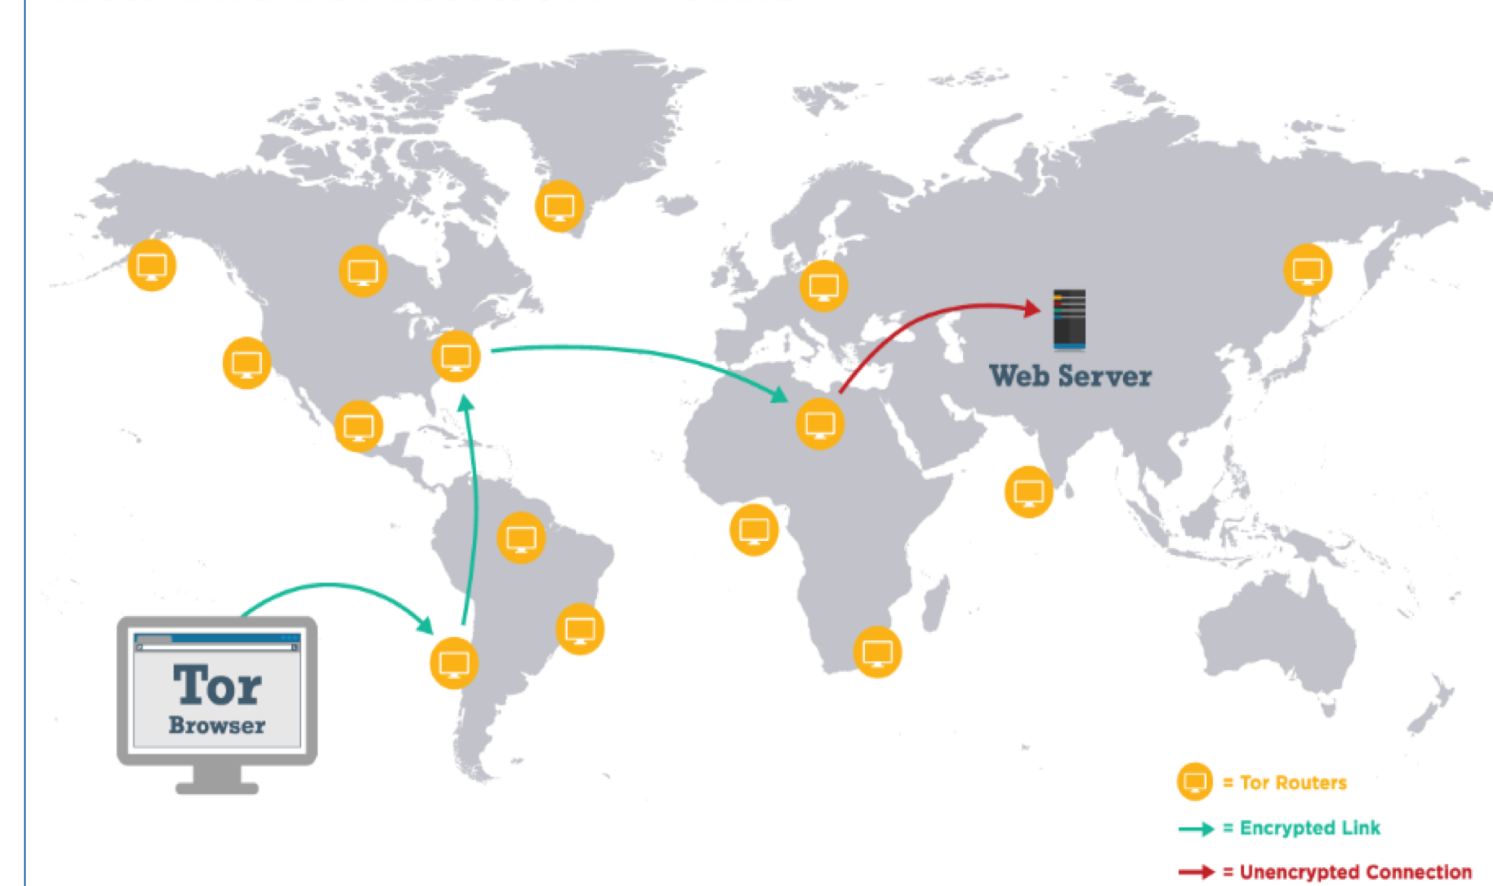 Web Server
Tor
Browser
= Tor Routers
= Encrypted Link
= Unencrypted Connection